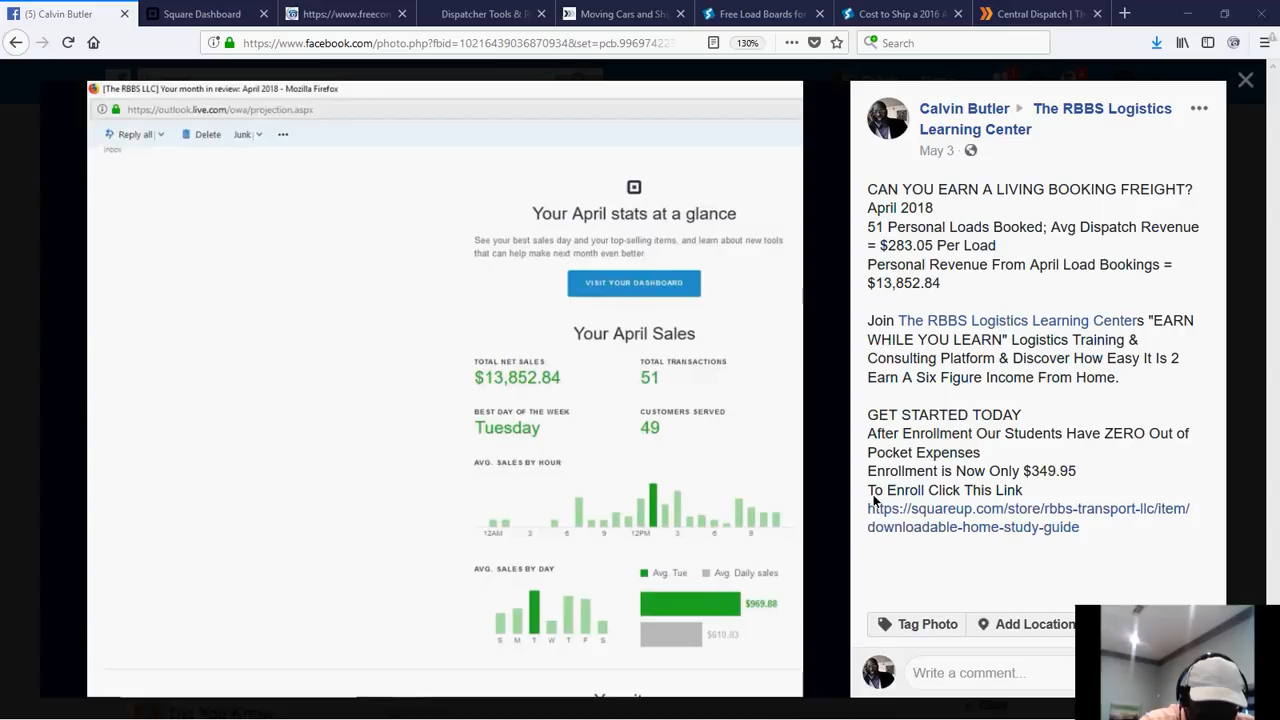 (5) Calvin Butler
Square Dashboard
https://www.freecon
Dispatcher Tools & R
Moving Cars and Shi
Free Load Boards for
Cost to Ship a 2016 A
Central Dispatch | Th
https://www.facebook.com/photo.php?fbid=10216439036870934&set=pcb.99697422
130%
Search
[The RBBS LLC] Your month in review: April 2018 - Mozilla Firefox
https://outlook.live.com/owa/projection.aspx
Reply all
Delete
Junk
Inbox
Your April stats at a glance
See your best sales day and your top-selling items, and learn about new tools
that can help make next month even better
VISIT YOUR DASHBOARD
Your April Sales
TOTAL NET SALES
TOTAL TRANSACTIONS
$13,852.84
51
BEST DAY OF THE WEEK
CUSTOMERS SERVED
Tuesday
49
AVG. SALES BY HOUR
12AM 3 6 9 12PM 3 6 9
AVG. SALES BY DAY
Avg. Tue
Avg. Daily sales
$969.88
$610.03
S M T W T F S
Calvin Butler
The RBBS Logistics
Learning Center
May 3
CAN YOU EARN A LIVING BOOKING FREIGHT?
April 2018
51 Personal Loads Booked; Avg Dispatch Revenue
= $283.05 Per Load
Personal Revenue From April Load Bookings =
$13,852.84
Join The RBBS Logistics Learning Centers "EARN
WHILE YOU LEARN" Logistics Training &
Consulting Platform & Discover How Easy It Is 2
Earn A Six Figure Income From Home.
GET STARTED TODAY
After Enrollment Our Students Have ZERO Out of
Pocket Expenses
Enrollment is Now Only $349.95
To Enroll Click This Link
https://squareup.com/store/rbbs-transport-llc/item/
downloadable-home-study-guide
Tag Photo
Add Location
Write a comment...